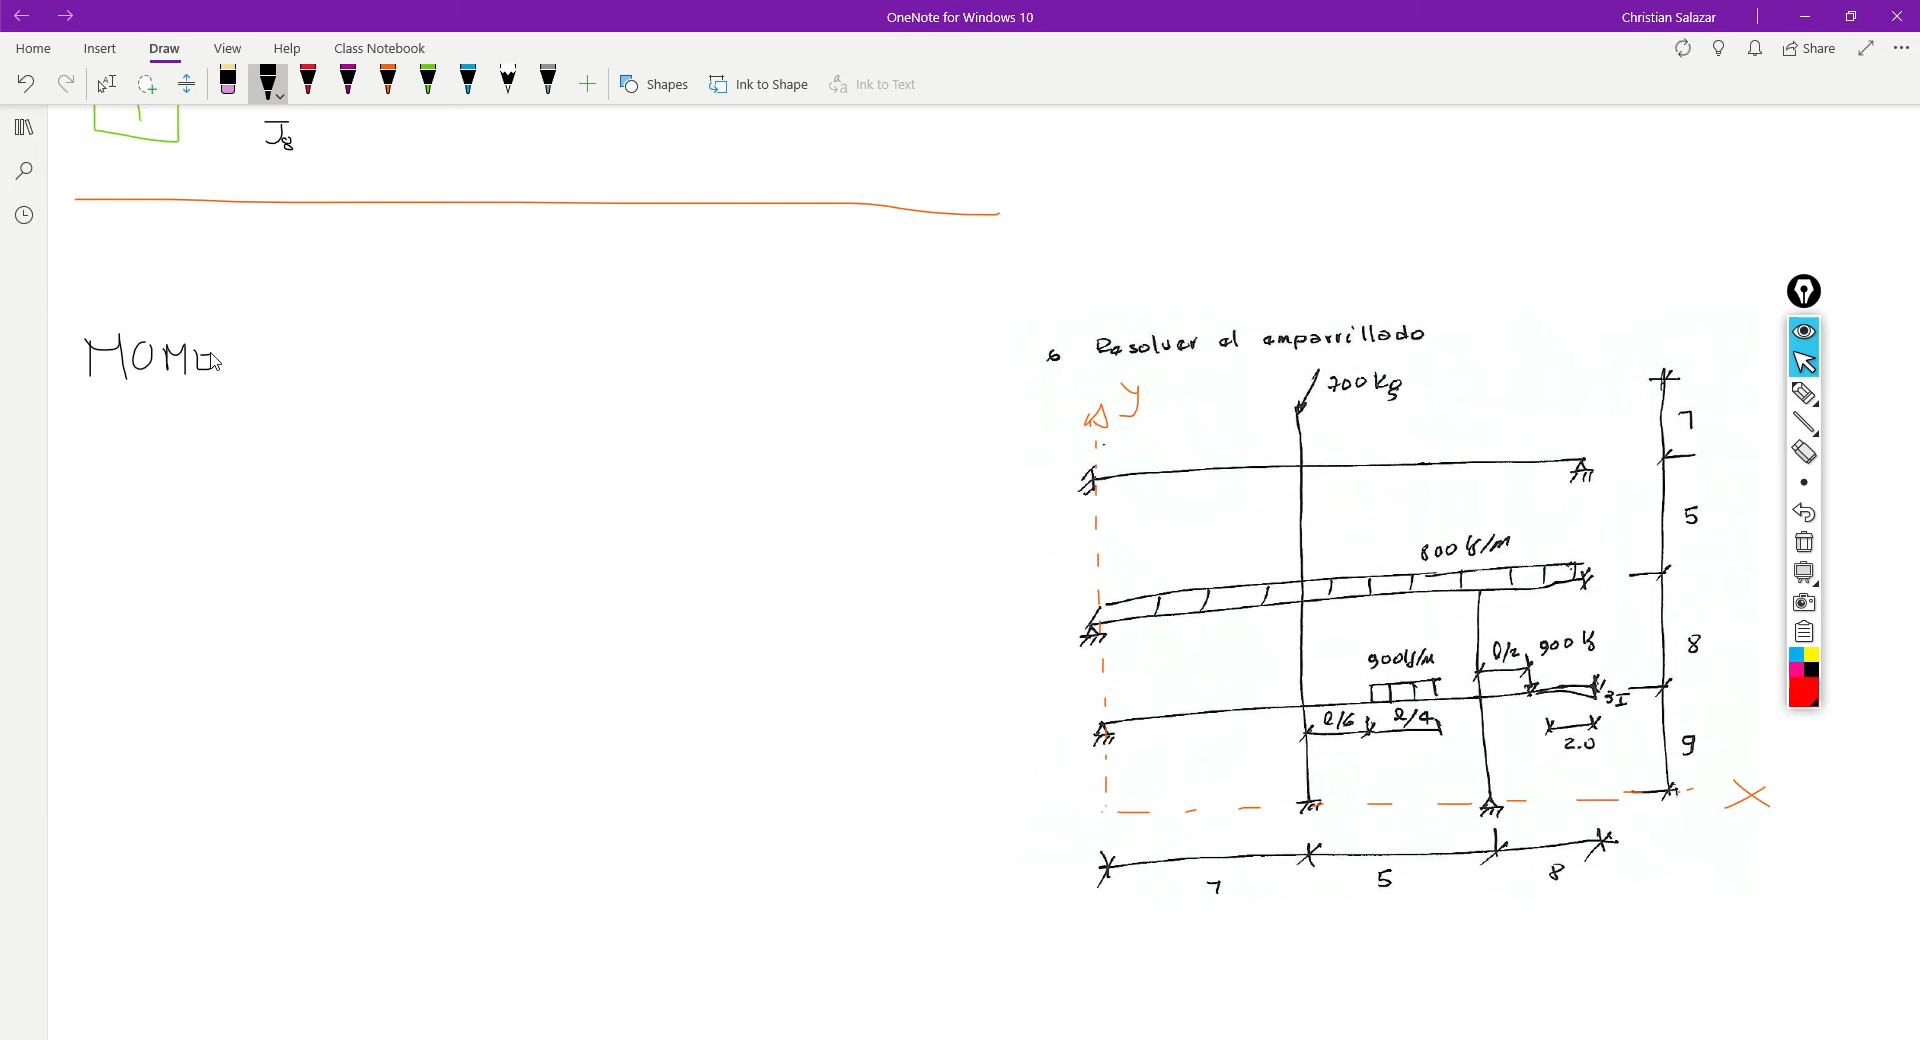 OneNote for Windows 10
Christian Salazar
Home Insert Draw View Help Class Notebook
Share
Shapes Ink to Shape Ink to Text
J8
MOME
6 Resolver el emparrillado
700 Kg
Y
7
5
800 k/m
900 k/m
l/2
900 k
8
3I
l/6
l/4
2.0
9
X
7 5 8